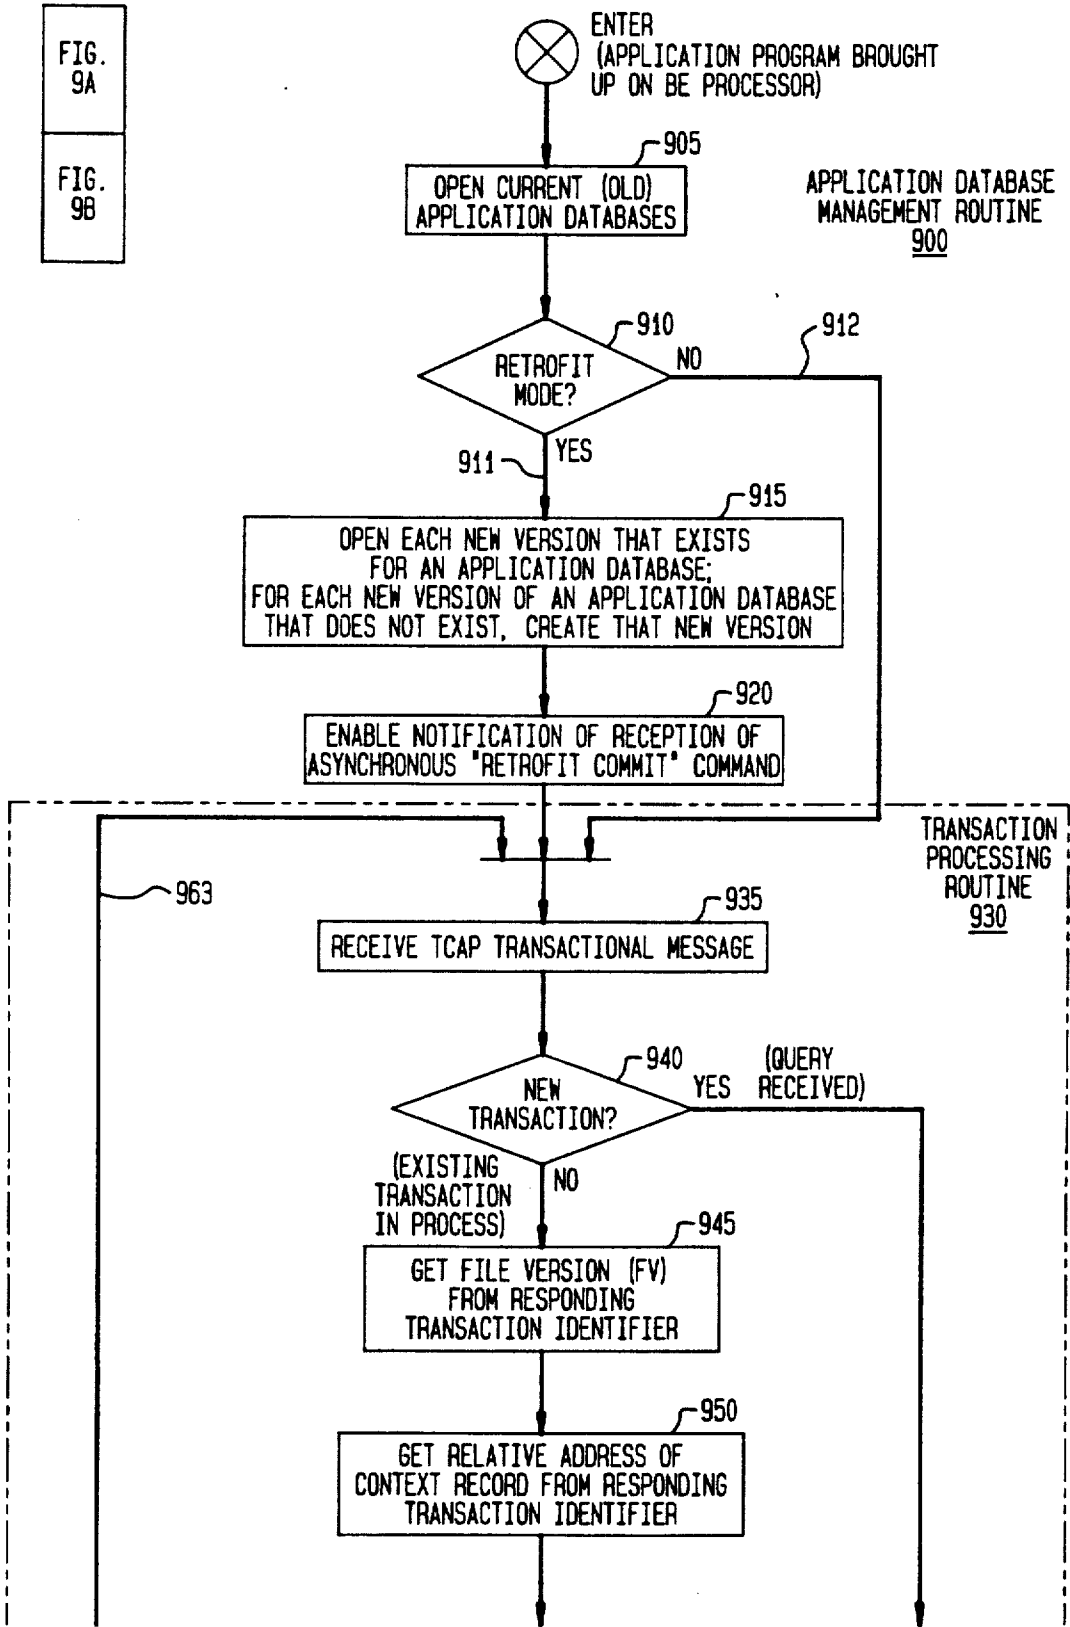 FIG.
9A
FIG.
9B
ENTER
(APPLICATION PROGRAM BROUGHT
UP ON BE PROCESSOR)
905
OPEN CURRENT (OLD)
APPLICATION DATABASES
APPLICATION DATABASE
MANAGEMENT ROUTINE
900
910
RETROFIT
MODE?
NO
912
YES
911
915
OPEN EACH NEW VERSION THAT EXISTS
FOR AN APPLICATION DATABASE;
FOR EACH NEW VERSION OF AN APPLICATION DATABASE
THAT DOES NOT EXIST, CREATE THAT NEW VERSION
920
ENABLE NOTIFICATION OF RECEPTION OF
ASYNCHRONOUS "RETROFIT COMMIT" COMMAND
TRANSACTION
PROCESSING
ROUTINE
930
963
935
RECEIVE TCAP TRANSACTIONAL MESSAGE
940
NEW
TRANSACTION?
YES
(QUERY
RECEIVED)
(EXISTING
TRANSACTION
IN PROCESS)
NO
945
GET FILE VERSION (FV)
FROM RESPONDING
TRANSACTION IDENTIFIER
950
GET RELATIVE ADDRESS OF
CONTEXT RECORD FROM RESPONDING
TRANSACTION IDENTIFIER